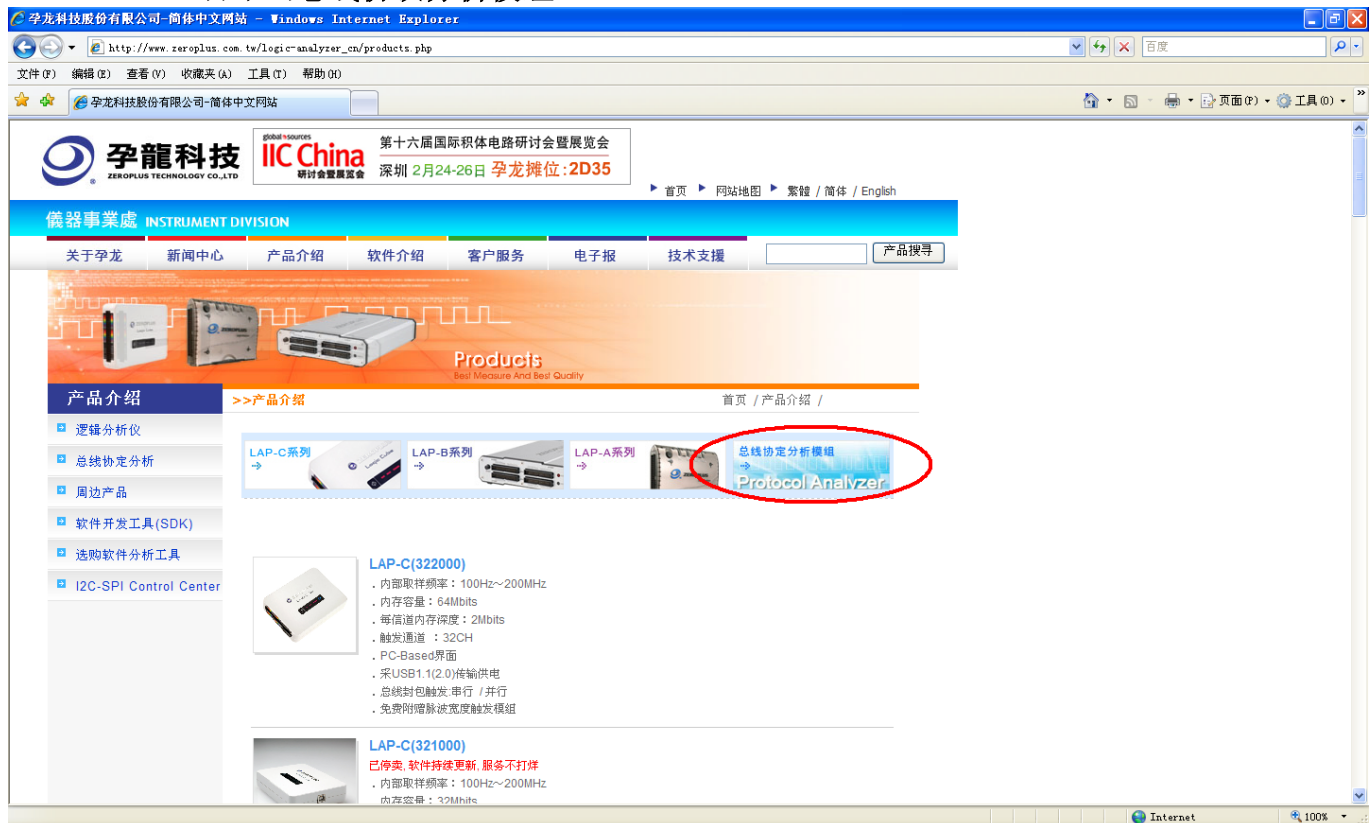 孕龙科技股份有限公司-简体中文网站 - Windows Internet Explorer
http://www.zeroplus.com.tw/logic-analyzer_cn/products.php
百度
文件(F) 编辑(E) 查看(V) 收藏夹(A) 工具(T) 帮助(H)
孕龙科技股份有限公司-简体中文网站
页面(P) 工具(O)
孕龍科技
ZEROPLUS TECHNOLOGY CO.,LTD
global sources
IIC China
研讨会暨展览会
第十六届国际积体电路研讨会暨展览会
深圳 2月24-26日 孕龙摊位:2D35
首页 网站地图 繁體 / 简体 / English
儀器事業處 INSTRUMENT DIVISION
关于孕龙 新闻中心 产品介绍 软件介绍 客户服务 电子报 技术支援 产品搜寻
Products
Best Measure And Best Quality
产品介绍
>>产品介绍
首页 / 产品介绍 /
逻辑分析仪
总线协定分析
周边产品
软件开发工具(SDK)
选购软件分析工具
I2C-SPI Control Center
LAP-C系列
LAP-B系列
LAP-A系列
总线协定分析模组
Protocol Analyzer
LAP-C(322000)
．内部取样频率：100Hz～200MHz
．内存容量：64Mbits
．每信道内存深度：2Mbits
．触发通道 ：32CH
．PC-Based界面
．采USB1.1(2.0)传输供电
．总线封包触发:串行 / 并行
．免费附赠脉波宽度触发模组
LAP-C(321000)
已停卖,软件持续更新,服务不打烊
．内部取样频率：100Hz～200MHz
．内存容量：32Mbits
Internet 100%